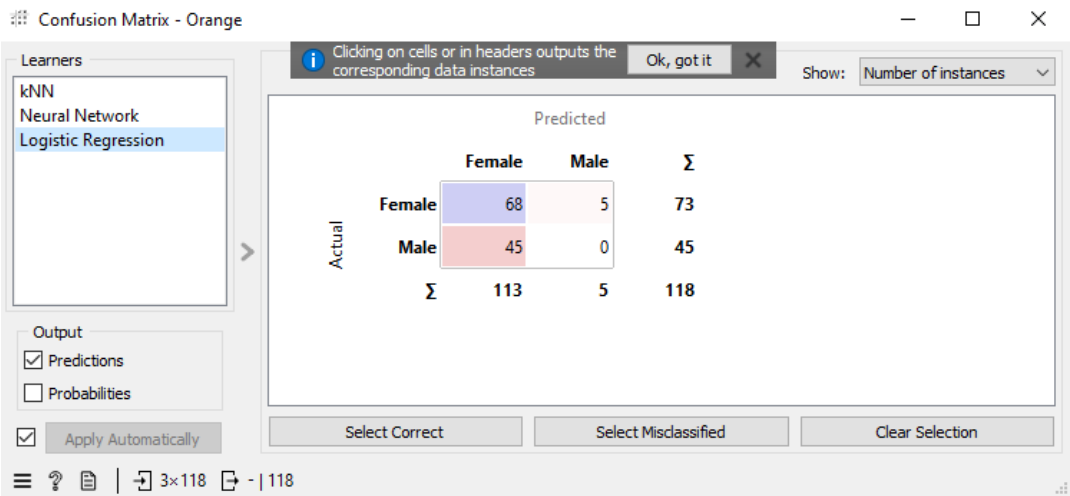 Confusion Matrix - Orange
Learners
kNN
Neural Network
Logistic Regression
Output
Predictions
Probabilities
Apply Automatically
Clicking on cells or in headers outputs the
corresponding data instances
Ok, got it
Show: Number of instances
Predicted
Female Male Σ
Actual
Female 68 5 73
Male 45 0 45
Σ 113 5 118
Select Correct Select Misclassified Clear Selection
3×118 - | 118